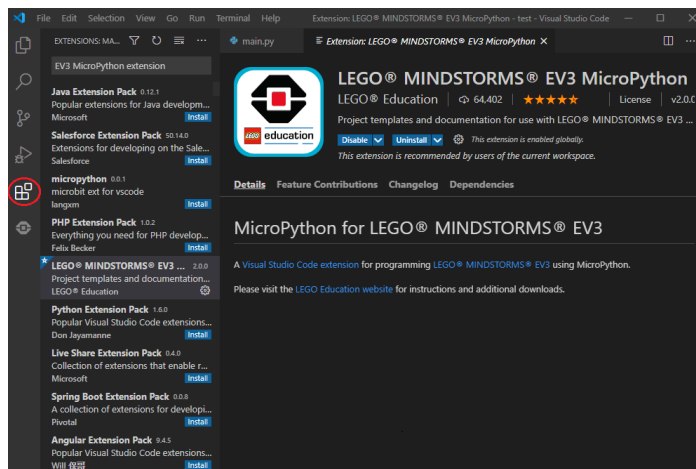 File Edit Selection View Go Run Terminal Help Extension: LEGO® MINDSTORMS® EV3 MicroPython - test - Visual Studio Code
EXTENSIONS: MA...
main.py
Extension: LEGO® MINDSTORMS® EV3 MicroPython
EV3 MicroPython extension
Java Extension Pack 0.12.1
Popular extensions for Java developm...
Microsoft Install
Salesforce Extension Pack 50.14.0
Extensions for developing on the Sale...
Salesforce Install
micropython 0.0.1
microbit ext for vscode
langxm Install
PHP Extension Pack 1.0.2
Everything you need for PHP develop...
Felix Becker Install
LEGO® MINDSTORMS® EV3 ... 2.0.0
Project templates and documentation...
LEGO® Education
Python Extension Pack 1.6.0
Popular Visual Studio Code extensions...
Don Jayamanne Install
Live Share Extension Pack 0.4.0
Collection of extensions that enable r...
Microsoft Install
Spring Boot Extension Pack 0.0.8
A collection of extensions for developi...
Pivotal Install
Angular Extension Pack 9.4.5
Popular Visual Studio Code extensions...
Will 保哥 Install
LEGO education
LEGO® MINDSTORMS® EV3 MicroPython
LEGO® Education 64,402 License v2.0.0
Project templates and documentation for use with LEGO® MINDSTORMS® EV3 ...
Disable Uninstall This extension is enabled globally.
This extension is recommended by users of the current workspace.
Details Feature Contributions Changelog Dependencies
MicroPython for LEGO® MINDSTORMS® EV3
A Visual Studio Code extension for programming LEGO® MINDSTORMS® EV3 using MicroPython.
Please visit the LEGO Education website for instructions and additional downloads.